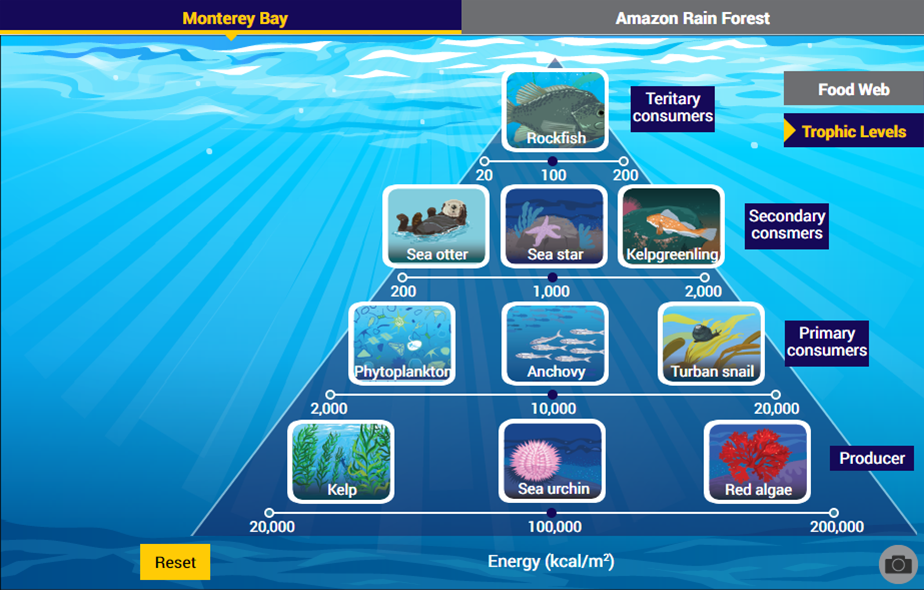 Monterey Bay
Amazon Rain Forest
Food Web
Trophic Levels
Rockfish
Teritary
consumers
20
100
200
Sea otter
Sea star
Kelpgreenling
Secondary
consmers
200
1,000
2,000
Phytoplankton
Anchovy
Turban snail
Primary
consumers
2,000
10,000
20,000
Kelp
Sea urchin
Red algae
Producer
20,000
100,000
200,000
Reset
Energy (kcal/m²)